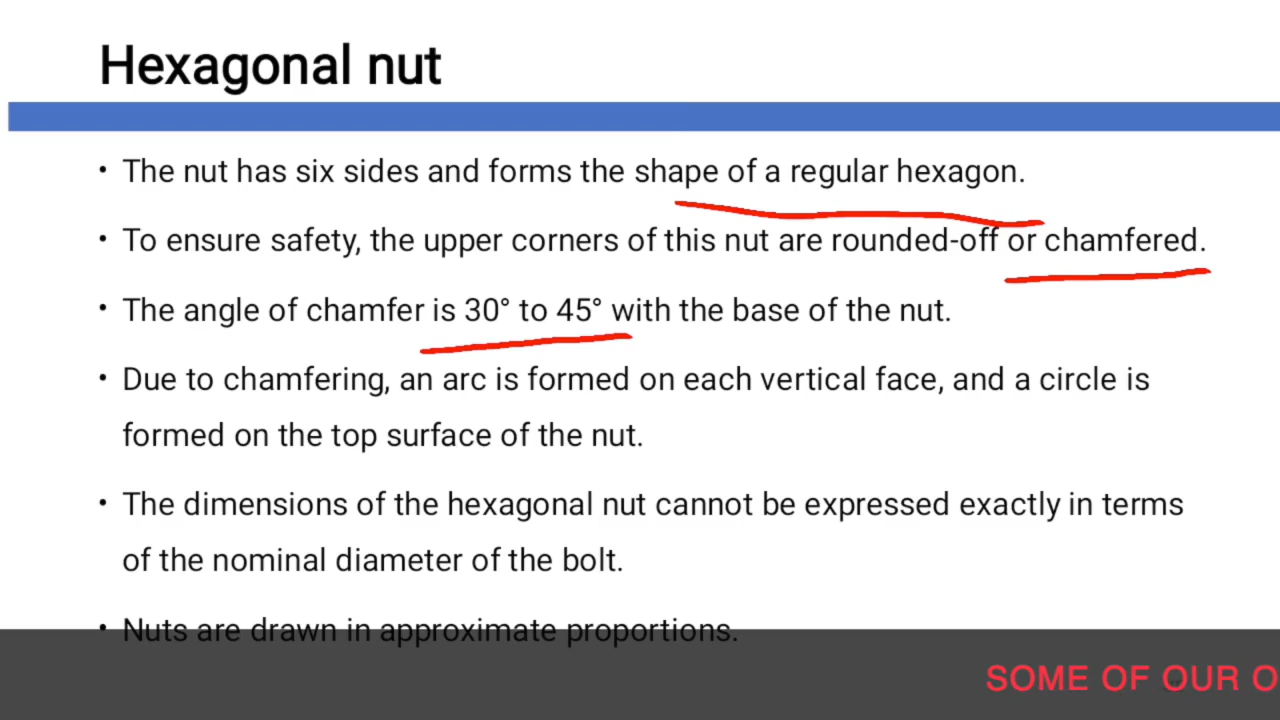 Hexagonal nut
• The nut has six sides and forms the shape of a regular hexagon.
• To ensure safety, the upper corners of this nut are rounded-off or chamfered.
• The angle of chamfer is 30° to 45° with the base of the nut.
• Due to chamfering, an arc is formed on each vertical face, and a circle is
formed on the top surface of the nut.
• The dimensions of the hexagonal nut cannot be expressed exactly in terms
of the nominal diameter of the bolt.
• Nuts are drawn in approximate proportions.
SOME OF OUR O